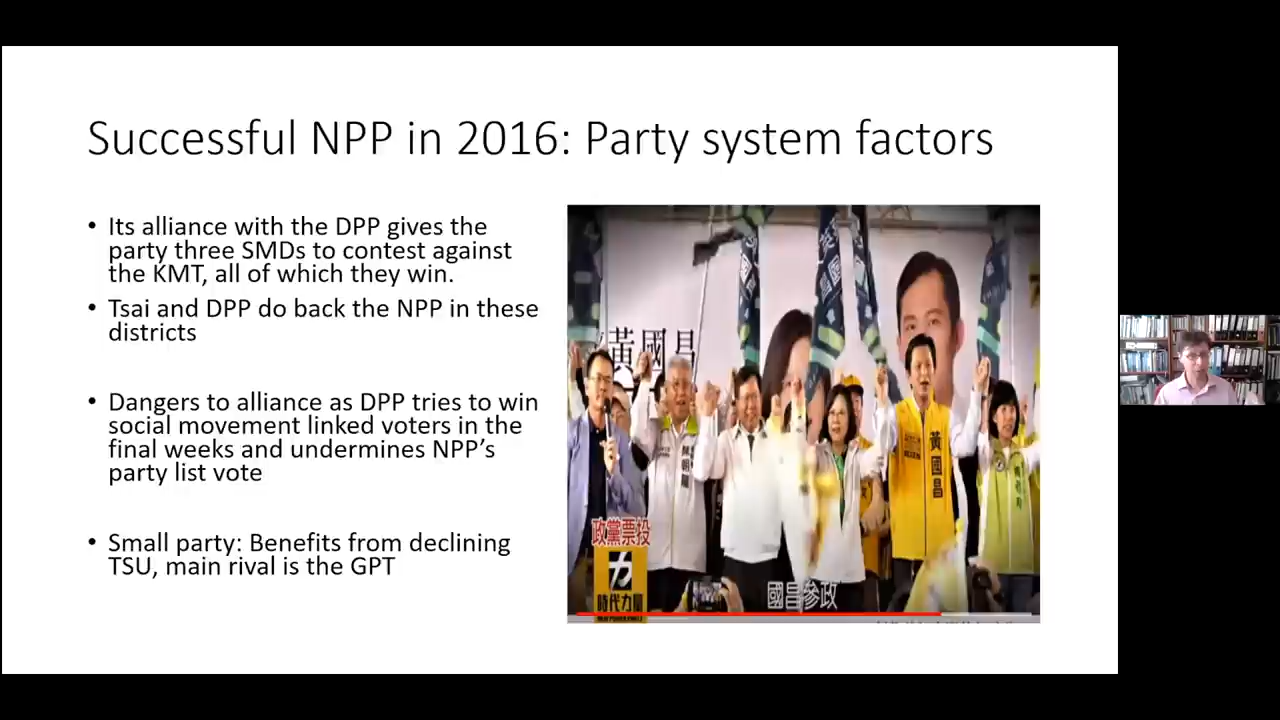 Successful NPP in 2016: Party system factors
• Its alliance with the DPP gives the
party three SMDs to contest against
the KMT, all of which they win.
• Tsai and DPP do back the NPP in these
districts
• Dangers to alliance as DPP tries to win
social movement linked voters in the
final weeks and undermines NPP's
party list vote
• Small party: Benefits from declining
TSU, main rival is the GPT
黃國昌
黃國昌
政黨票投
力
時代力量
國昌參政